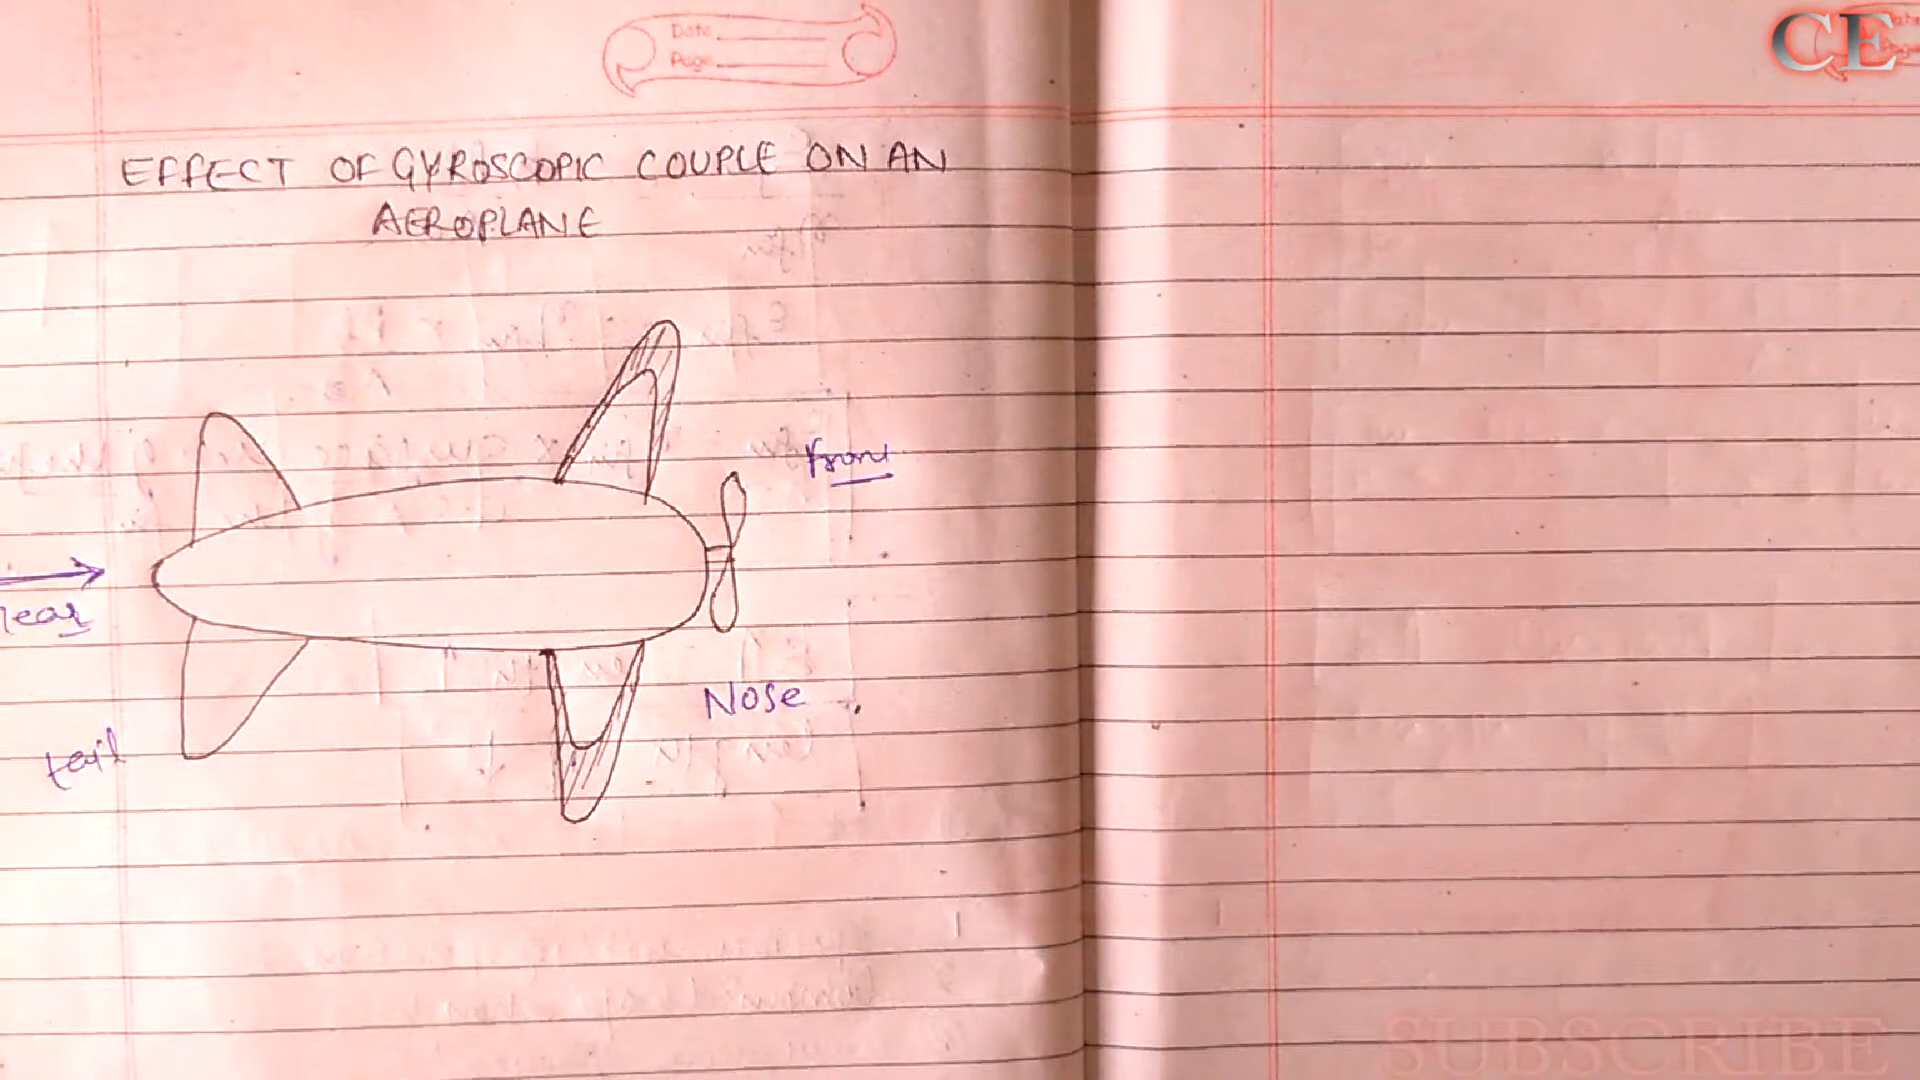 Date
Page
CE
EFFECT OF GYROSCOPIC COUPLE ON AN
AEROPLANE
front
rear
Nose
tail
SUBSCRIBE